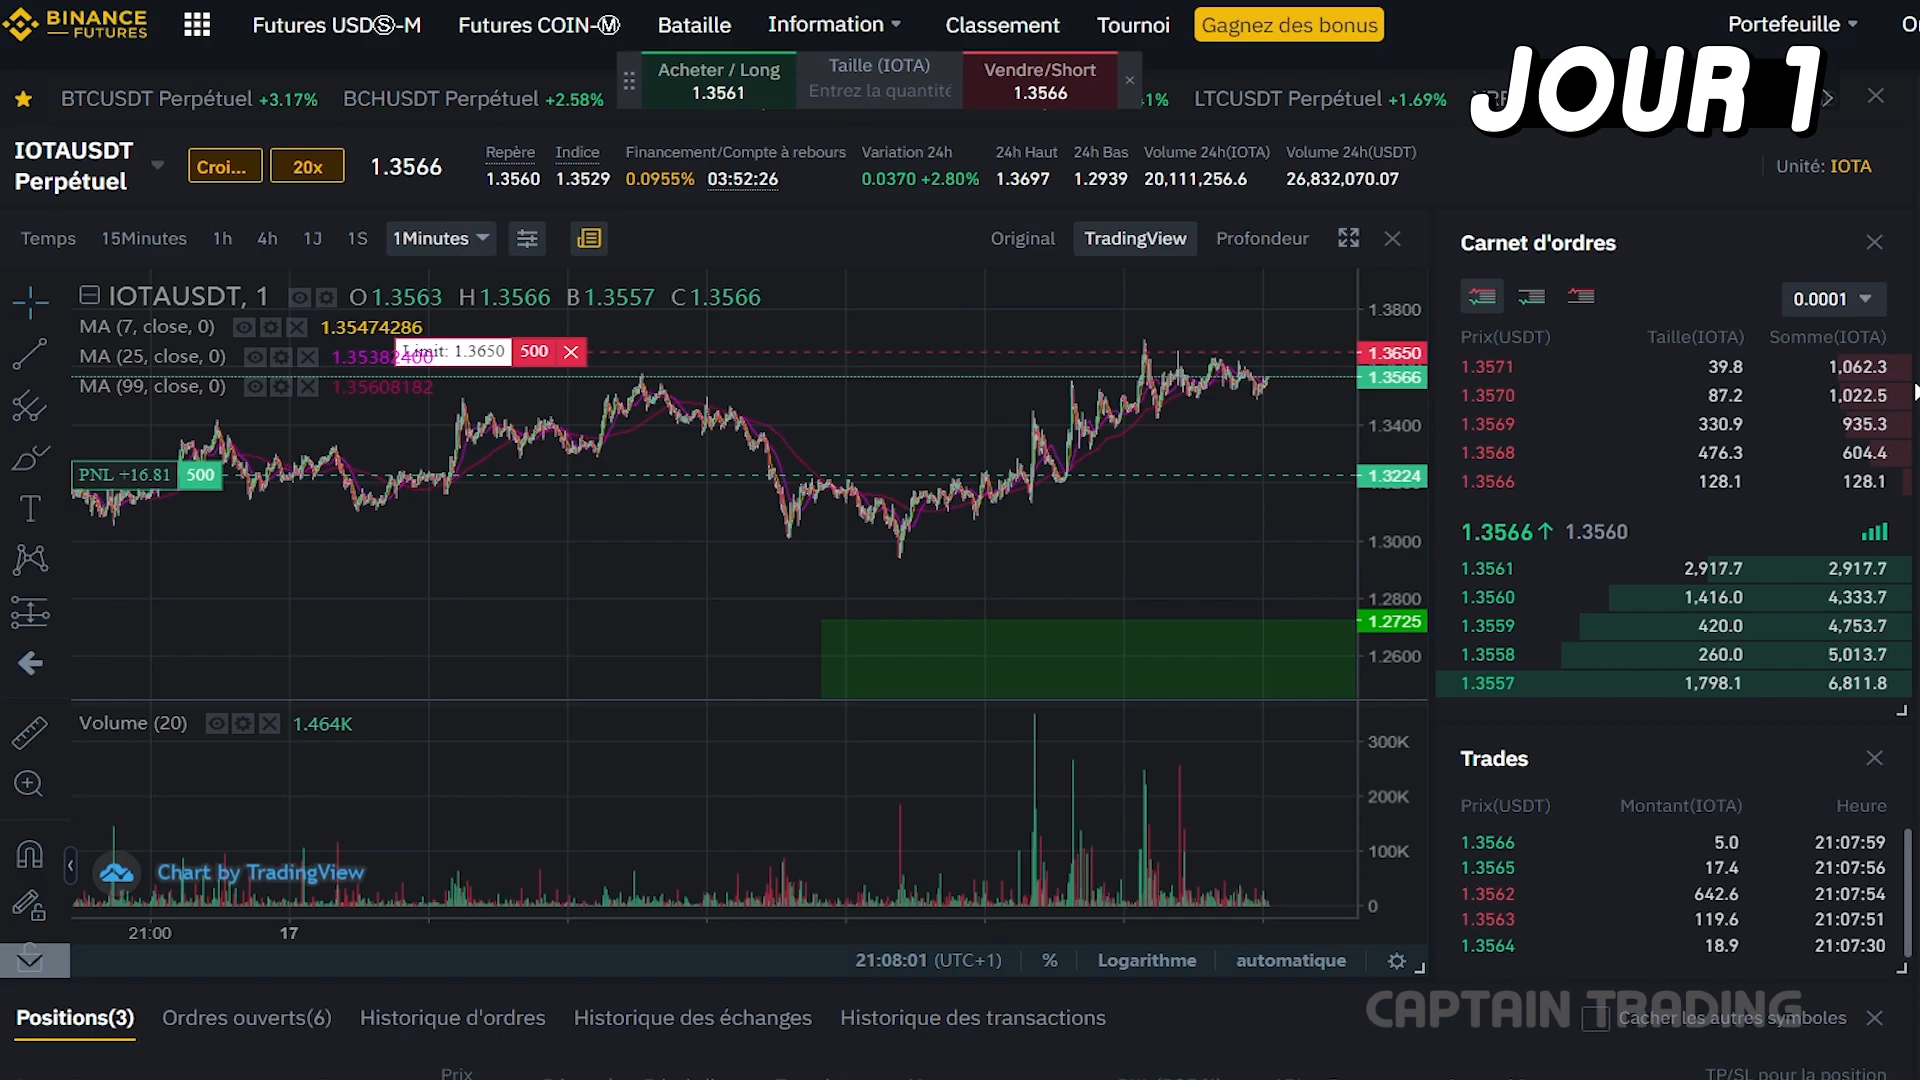 BINANCE
FUTURES
Futures USDⓈ-M
Futures COIN-Ⓜ
Bataille
Information
Classement
Tournoi
Gagnez des bonus
Portefeuille
JOUR 1
Acheter / Long
1.3561
Taille (IOTA)
Entrez la quantité
Vendre/Short
1.3566
BTCUSDT Perpétuel +3.17%
BCHUSDT Perpétuel +2.58%
1%
LTCUSDT Perpétuel +1.69%
IOTAUSDT
Perpétuel
Croi...
20x
1.3566
Repère
1.3560
Indice
1.3529
Financement/Compte à rebours
0.0955% 03:52:26
Variation 24h
0.0370 +2.80%
24h Haut
1.3697
24h Bas
1.2939
Volume 24h(IOTA)
20,111,256.6
Volume 24h(USDT)
26,832,070.07
Unité: IOTA
Temps
15Minutes
1h
4h
1J
1S
1Minutes
Original
TradingView
Profondeur
IOTAUSDT, 1 O1.3563 H1.3566 B1.3557 C1.3566
MA (7, close, 0) 1.35474286
MA (25, close, 0) 1.35382400
MA (99, close, 0) 1.35608182
Limit: 1.3650 500
PNL +16.81 500
1.3800
1.3650
1.3566
1.3400
1.3224
1.3000
1.2800
1.2725
1.2600
Volume (20) 1.464K
300K
200K
100K
0
Chart by TradingView
21:00
17
21:08:01 (UTC+1)
%
Logarithme
automatique
Carnet d'ordres
0.0001
Prix(USDT) Taille(IOTA) Somme(IOTA)
1.3571 39.8 1,062.3
1.3570 87.2 1,022.5
1.3569 330.9 935.3
1.3568 476.3 604.4
1.3566 128.1 128.1
1.3566↑ 1.3560
1.3561 2,917.7 2,917.7
1.3560 1,416.0 4,333.7
1.3559 420.0 4,753.7
1.3558 260.0 5,013.7
1.3557 1,798.1 6,811.8
Trades
Prix(USDT) Montant(IOTA) Heure
1.3566 5.0 21:07:59
1.3565 17.4 21:07:56
1.3562 642.6 21:07:54
1.3563 119.6 21:07:51
1.3564 18.9 21:07:30
Positions(3)
Ordres ouverts(6)
Historique d'ordres
Historique des échanges
Historique des transactions
CAPTAIN TRADING
Cacher les autres symboles
Prix
TP/SL pour la position